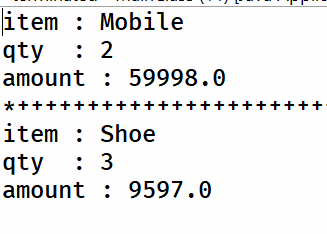 item : Mobile
qty  : 2
amount : 59998.0
*++++++++++++++++++++++
item : Shoe
qty  : 3
amount : 9597.0